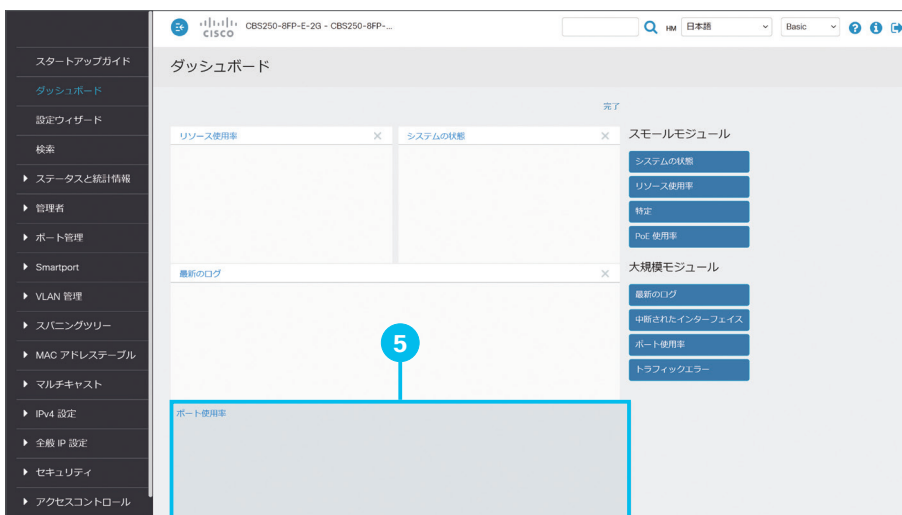 CISCO
CBS250-8FP-E-2G - CBS250-8FP-...
HM
日本語
Basic
スタートアップガイド
ダッシュボード
設定ウィザード
検索
ステータスと統計情報
管理者
ポート管理
Smartport
VLAN 管理
スパニングツリー
MAC アドレステーブル
マルチキャスト
IPv4 設定
全般 IP 設定
セキュリティ
アクセスコントロール
ダッシュボード
完了
リソース使用率
システムの状態
最新のログ
5
ポート使用率
スモールモジュール
システムの状態
リソース使用率
特定
PoE 使用率
大規模モジュール
最新のログ
中断されたインターフェイス
ポート使用率
トラフィックエラー